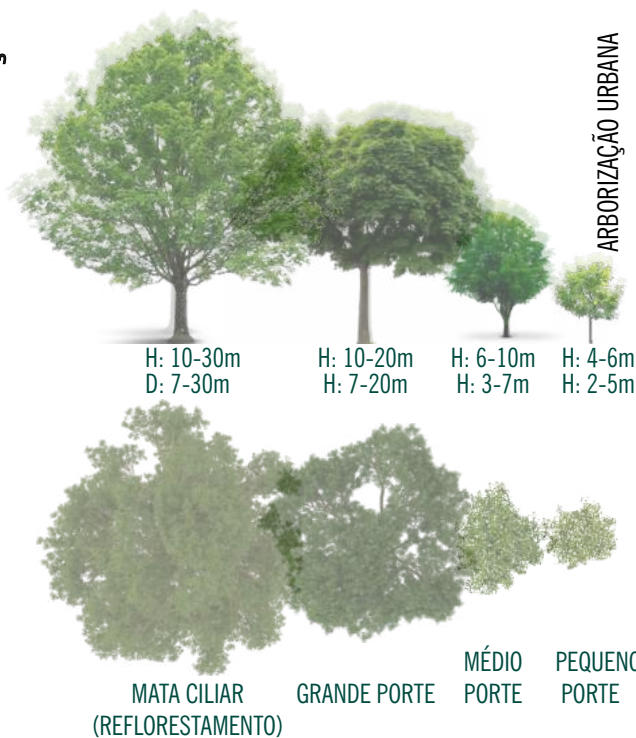 ARBORIZAÇÃO URBANA
H: 10-30m
D: 7-30m
H: 10-20m
H: 7-20m
H: 6-10m
H: 3-7m
H: 4-6m
H: 2-5m
MATA CILIAR
(REFLORESTAMENTO)
GRANDE PORTE
MÉDIO
PORTE
PEQUENO
PORTE